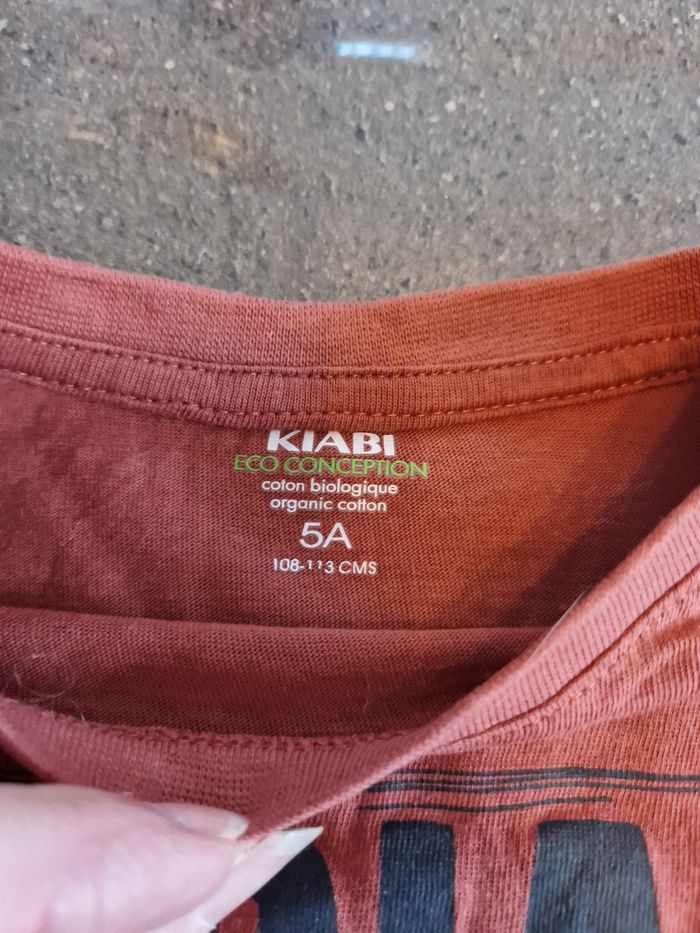 KIABI
ECO CONCEPTION
coton biologique
organic cotton
5A
108-113 CMS